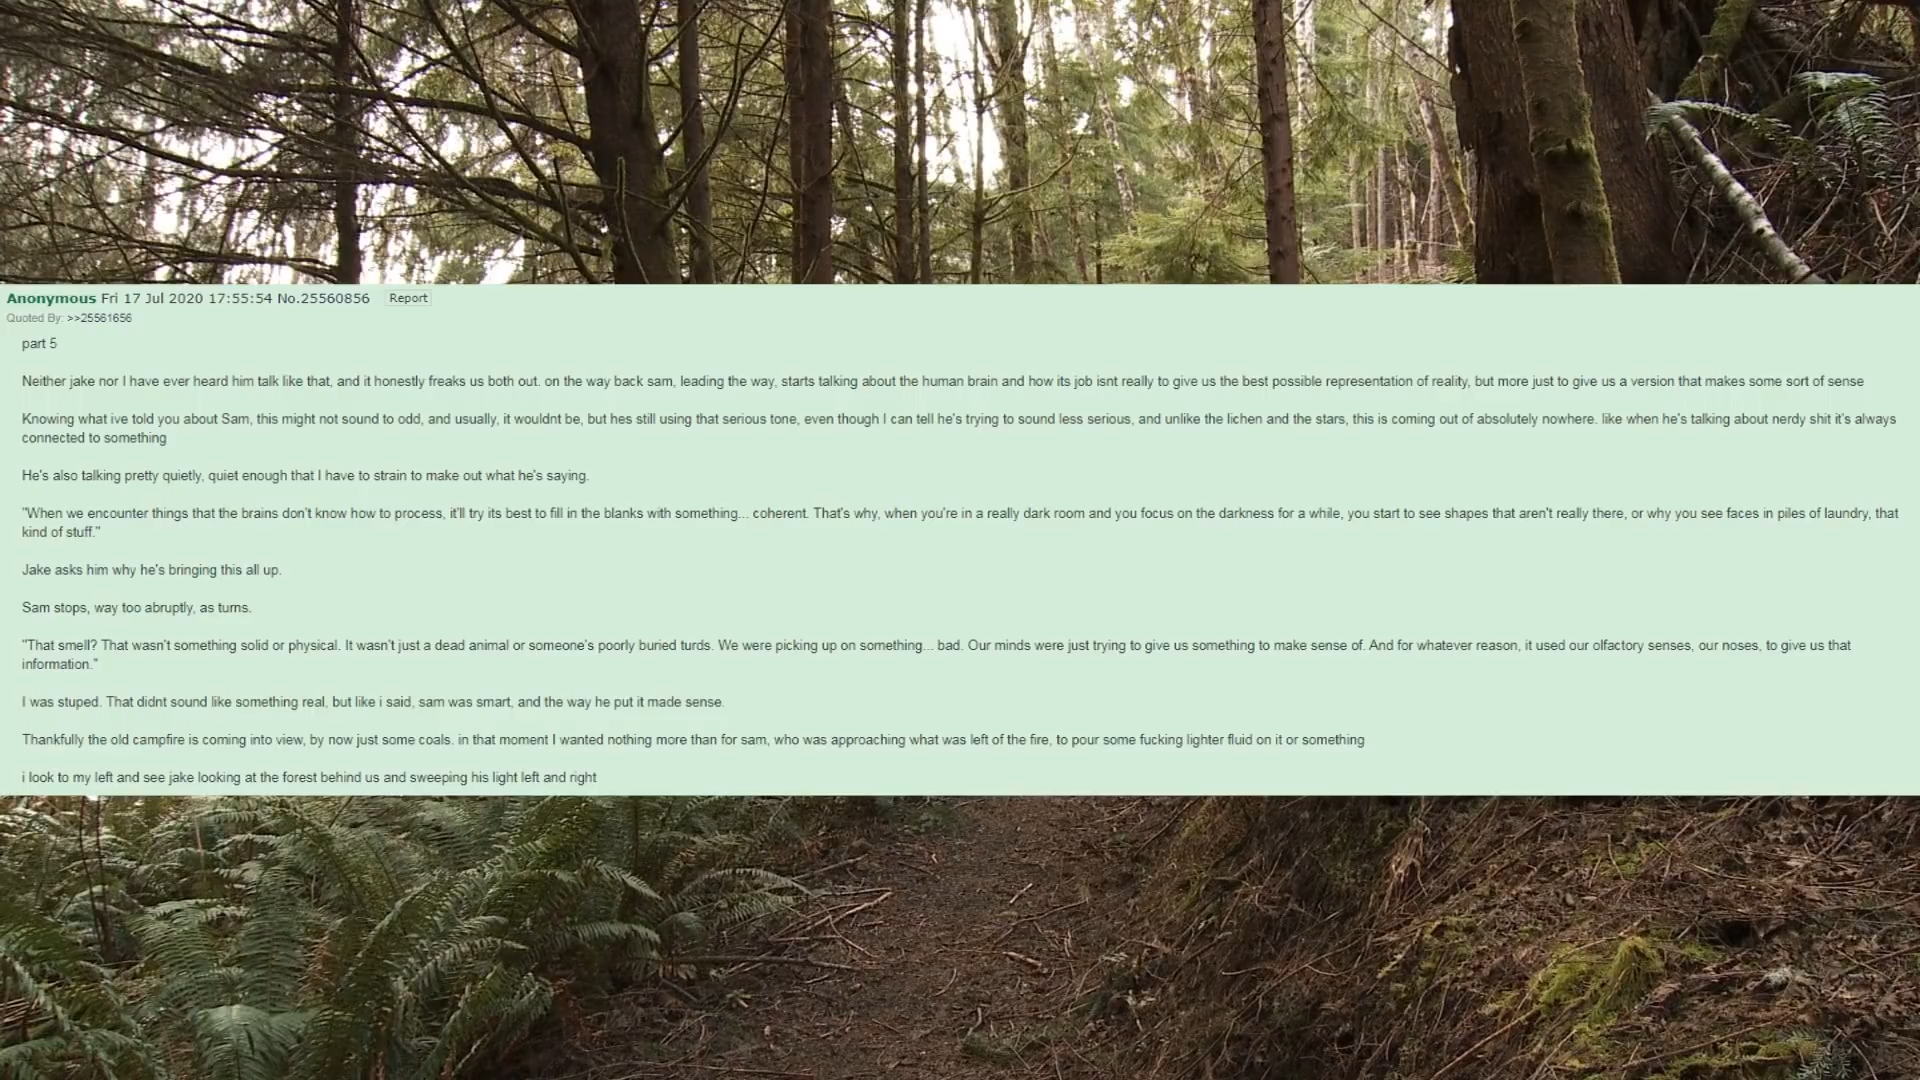 Anonymous Fri 17 Jul 2020 17:55:54 No.25560856 Report
Quoted By: >>25561656
part 5
Neither jake nor I have ever heard him talk like that, and it honestly freaks us both out. on the way back sam, leading the way, starts talking about the human brain and how its job isnt really to give us the best possible representation of reality, but more just to give us a version that makes some sort of sense
Knowing what ive told you about Sam, this might not sound to odd, and usually, it wouldnt be, but hes still using that serious tone, even though I can tell he's trying to sound less serious, and unlike the lichen and the stars, this is coming out of absolutely nowhere. like when he's talking about nerdy shit it's always
connected to something
He's also talking pretty quietly, quiet enough that I have to strain to make out what he's saying.
"When we encounter things that the brains don't know how to process, it'll try its best to fill in the blanks with something... coherent. That's why, when you're in a really dark room and you focus on the darkness for a while, you start to see shapes that aren't really there, or why you see faces in piles of laundry, that
kind of stuff."
Jake asks him why he's bringing this all up.
Sam stops, way too abruptly, as turns.
"That smell? That wasn't something solid or physical. It wasn't just a dead animal or someone's poorly buried turds. We were picking up on something... bad. Our minds were just trying to give us something to make sense of. And for whatever reason, it used our olfactory senses, our noses, to give us that
information."
I was stuped. That didnt sound like something real, but like i said, sam was smart, and the way he put it made sense.
Thankfully the old campfire is coming into view, by now just some coals. in that moment I wanted nothing more than for sam, who was approaching what was left of the fire, to pour some fucking lighter fluid on it or something
i look to my left and see jake looking at the forest behind us and sweeping his light left and right